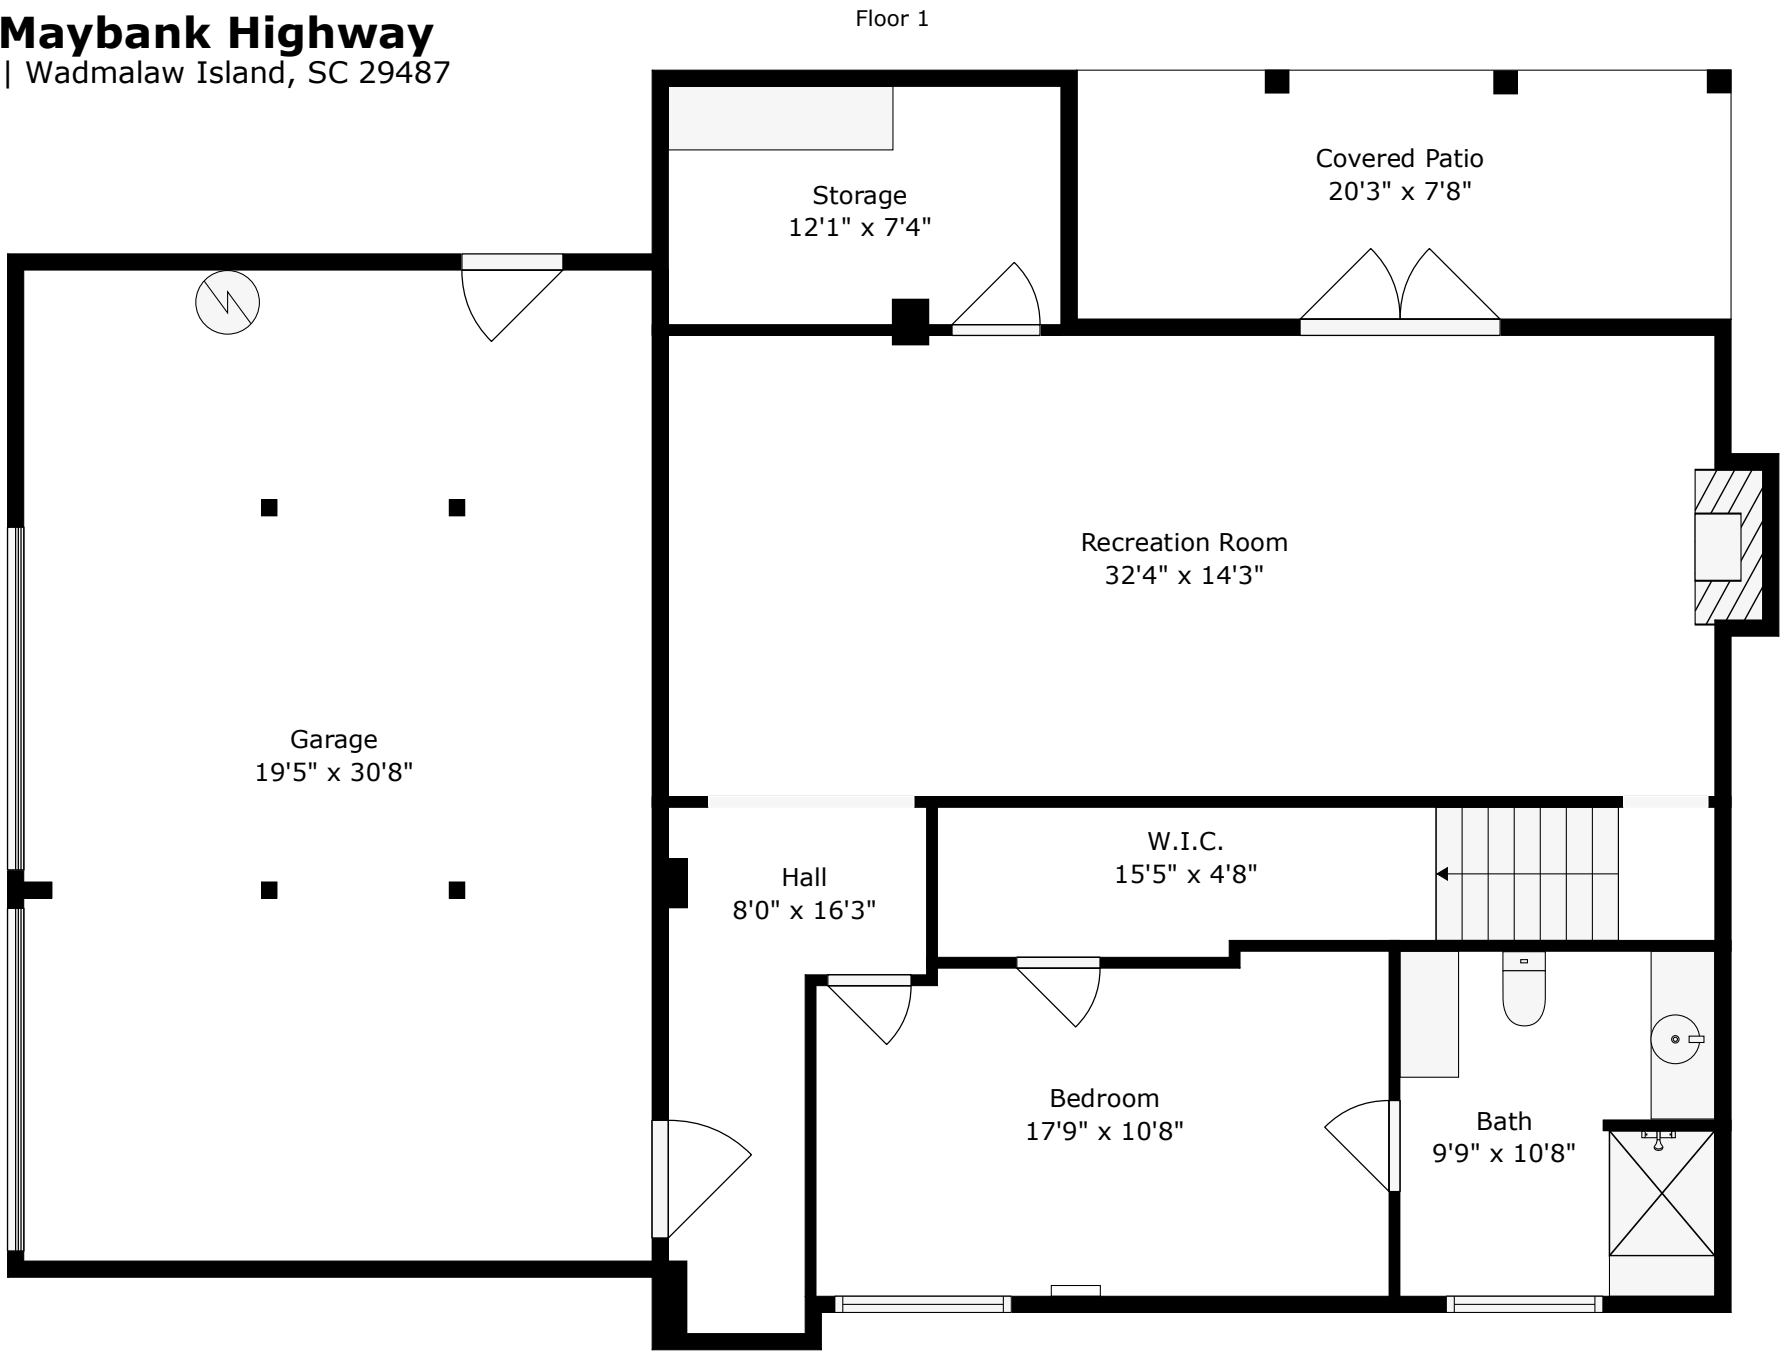 Maybank Highway
| Wadmalaw Island, SC 29487
Floor 1
Covered Patio
20'3" x 7'8"
Storage
12'1" x 7'4"
Recreation Room
32'4" x 14'3"
Garage
19'5" x 30'8"
W.I.C.
15'5" x 4'8"
Hall
8'0" x 16'3"
Bedroom
17'9" x 10'8"
Bath
9'9" x 10'8"